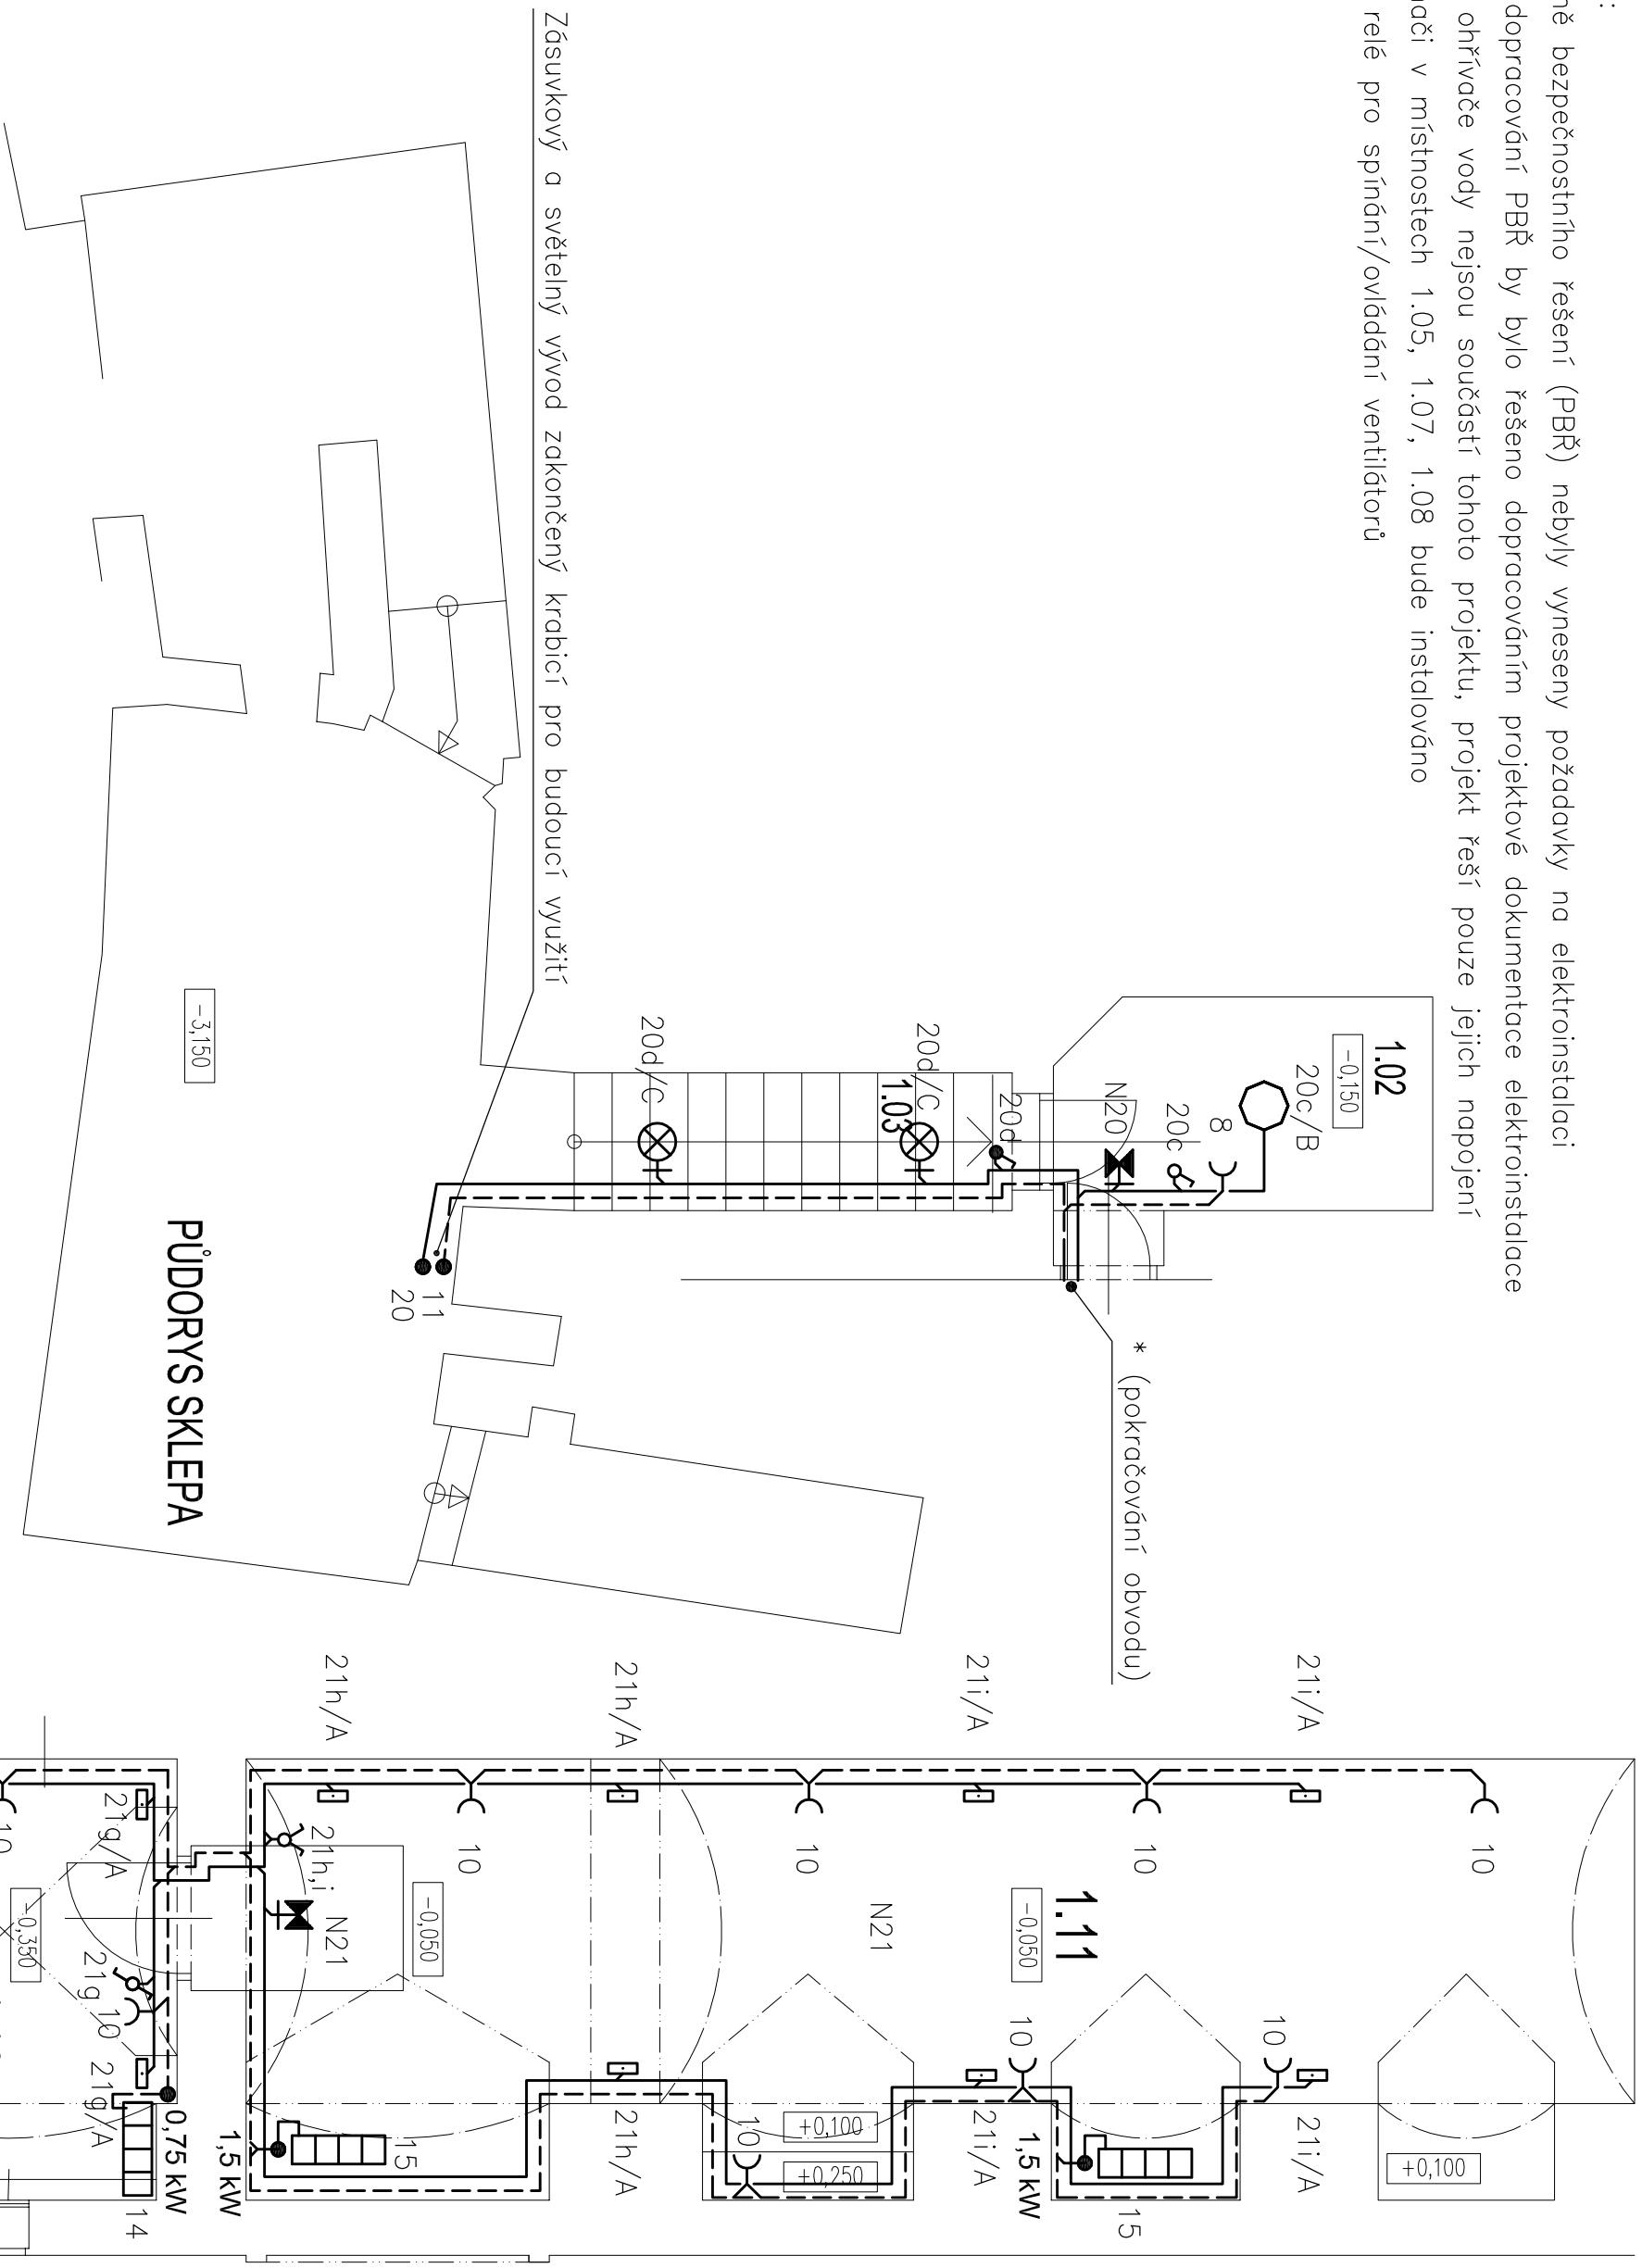 :
ně bezpečnostního řešení (PBŘ) nebyly vyneseny požadavky na elektroinstalaci
dopracování PBŘ by bylo řešeno dopracováním projektové dokumentace elektroinstalace
ohřívače vody nejsou součástí tohoto projektu, projekt řeší pouze jejich napojení
v místnostech 1.05, 1.07, 1.08 bude instalováno
relé pro spínání/ovládání ventilátorů
Zásuvkový a světelný vývod zakončený krabicí pro budoucí využití
1.02
-0,150
20c/B
8
20c
N20
20d
20d/C
1.03
20d/C
11
20
-3,150
PŮDORYS SKLEPA
* (pokračování obvodu)
21i/A
21i/A
21h/A
21h/A
10
10
10
10
1.11
-0,050
N21
-0,050
21h,i
N21
21g/A
10
-0,350
21g
10
21g/A
0,75 kW
14
1,5 kW
15
21h/A
10
+0,100
+0,250
21i/A
10
1,5 kW
15
10
21i/A
+0,100